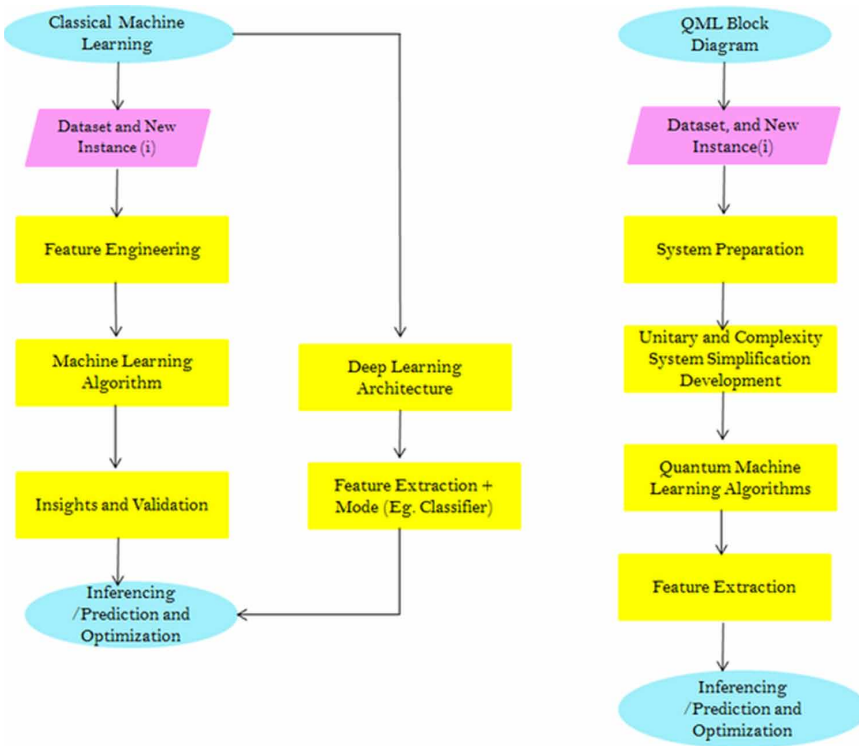 Classical Machine
Learning
Dataset and New
Instance (i)
Feature Engineering
Machine Learning
Algorithm
Insights and Validation
Inferencing
/Prediction and
Optimization
Deep Learning
Architecture
Feature Extraction +
Mode (Eg. Classifier)
QML Block
Diagram
Dataset, and New
Instance(i)
System Preparation
Unitary and Complexity
System Simplification
Development
Quantum Machine
Learning Algorithms
Feature Extraction
Inferencing
/Prediction and
Optimization